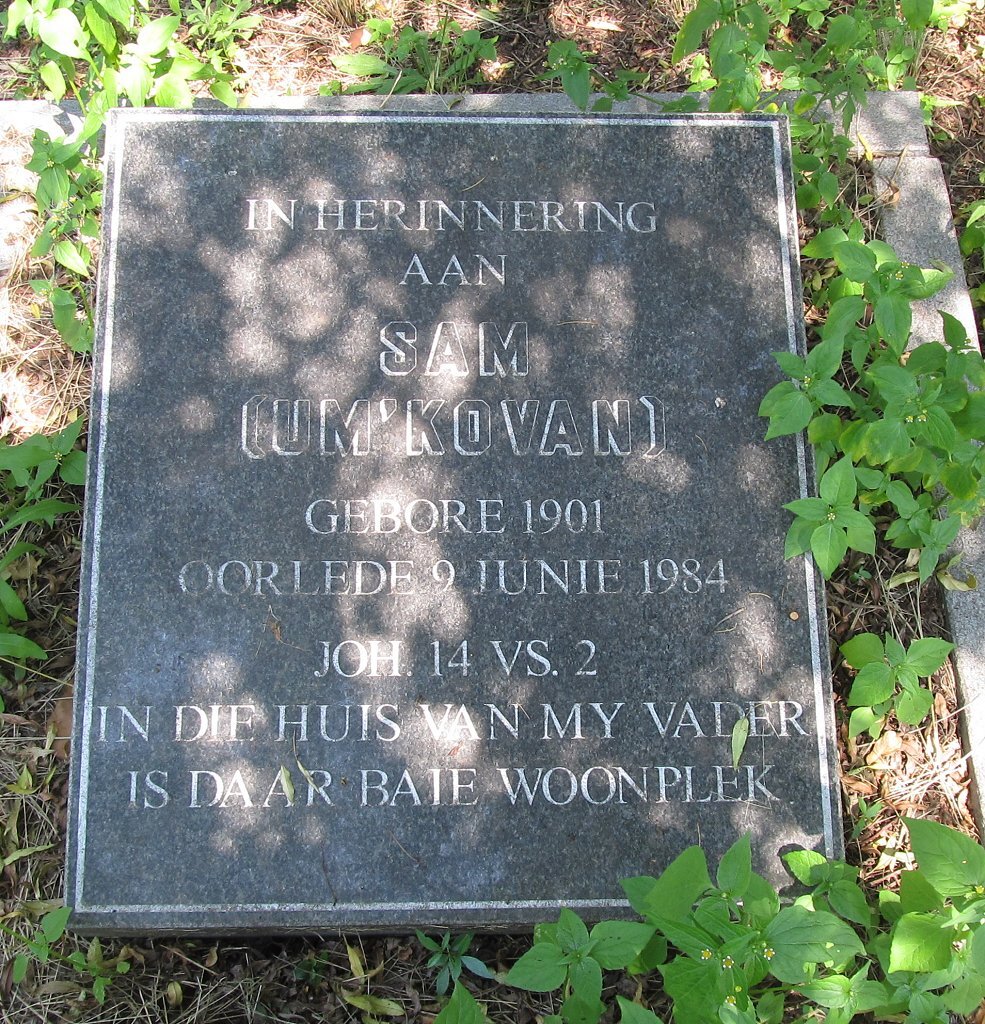 IN HERINNERING
AAN
SAM
(UM'KOVAN)
GEBORE 1901
OORLEDE 9 JUNIE 1984
JOH. 14 VS. 2
IN DIE HUIS VAN MY VADER
IS DAAR BAIE WOONPLEK